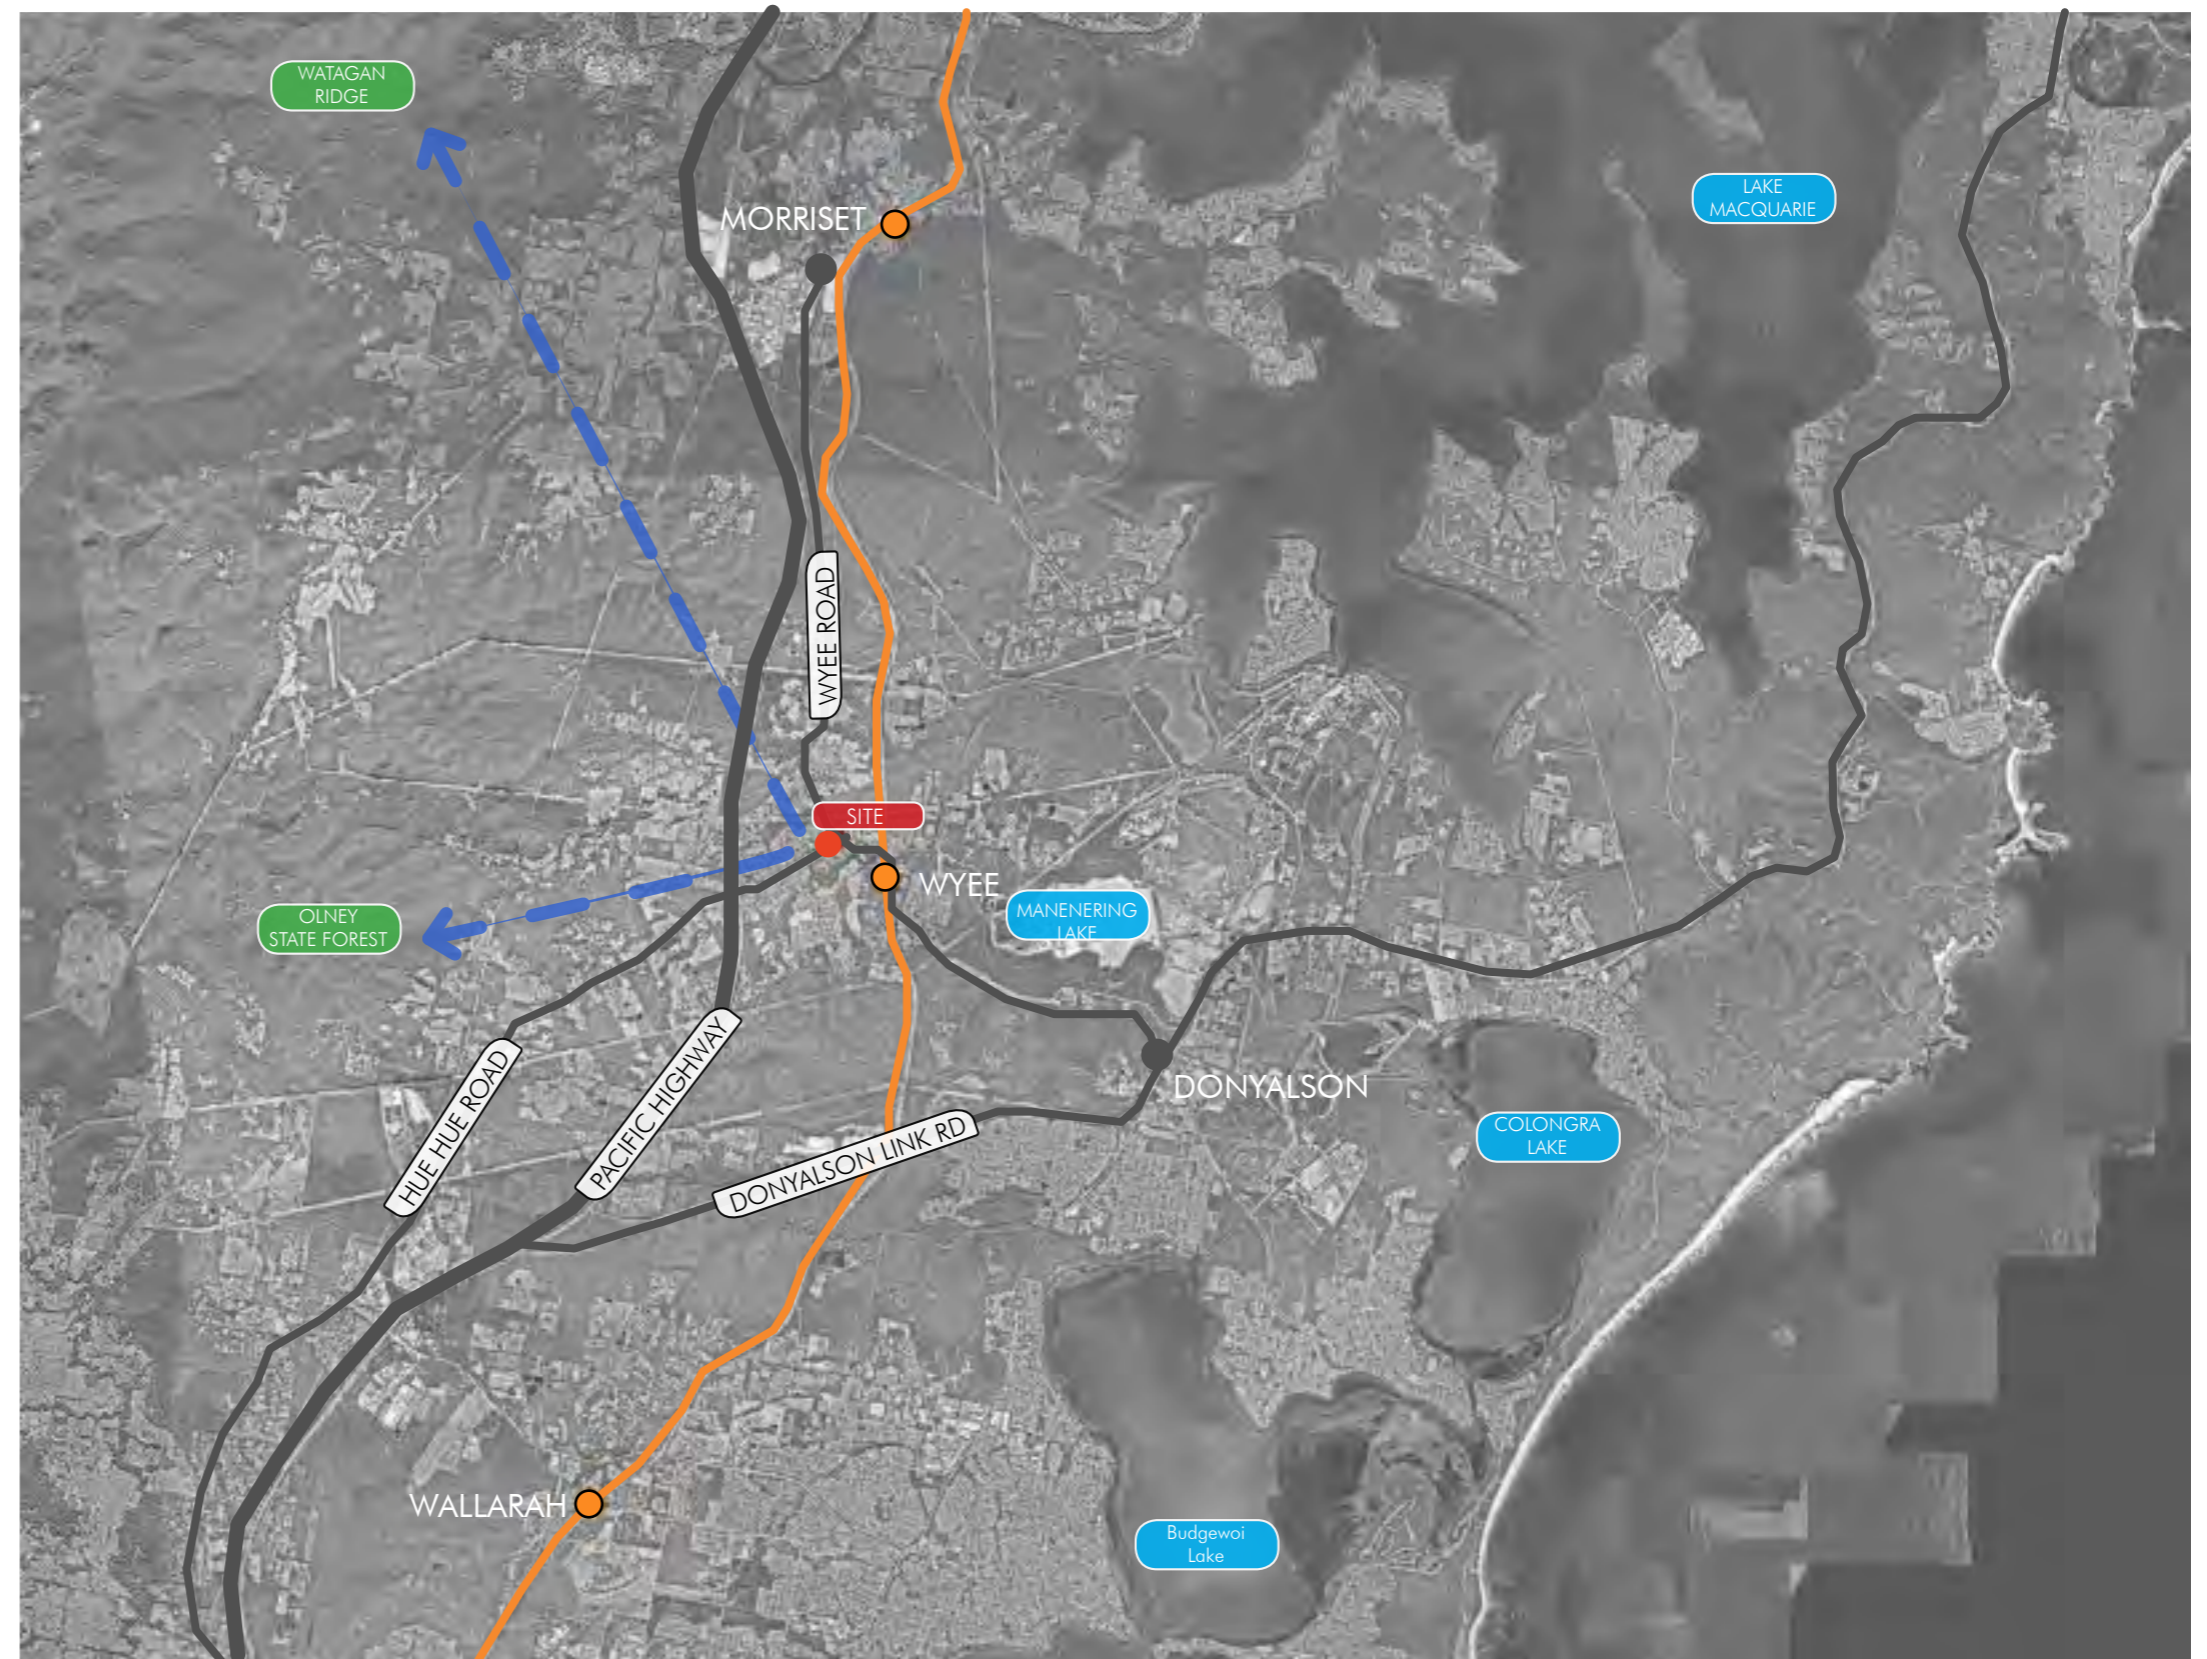 WATAGAN
RIDGE
LAKE
MACQUARIE
MORRISET
WYEE ROAD
SITE
WYEE
MANENERING
LAKE
OLNEY
STATE FOREST
HUE HUE ROAD
PACIFIC HIGHWAY
DONYALSON
DONYALSON LINK RD
COLONGRA
LAKE
WALLARAH
Budgewoi
Lake